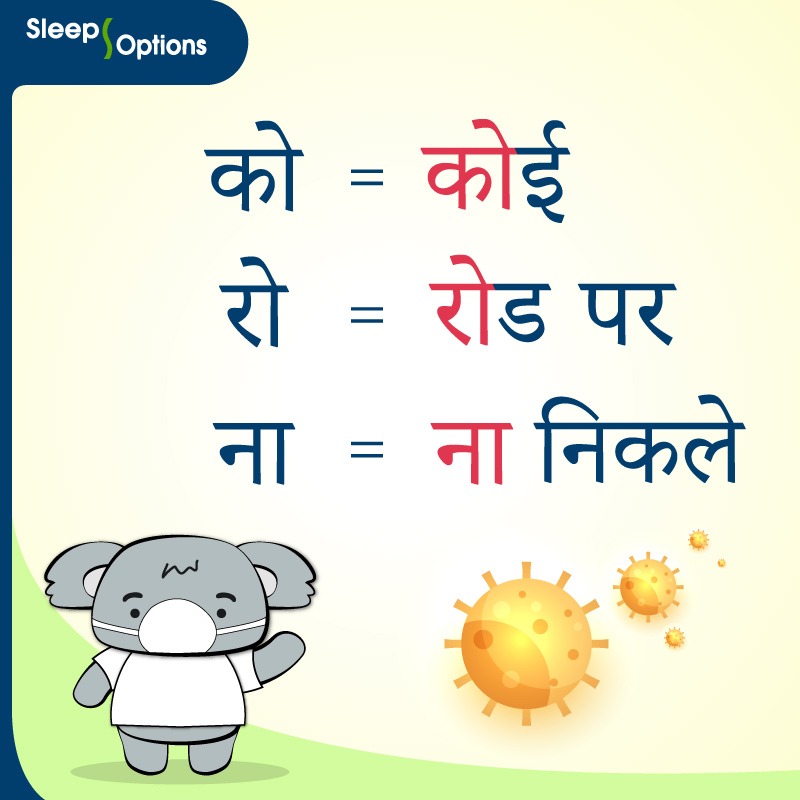 Sleep
Options
को = कोई
रो = रोड पर
ना = ना निकले